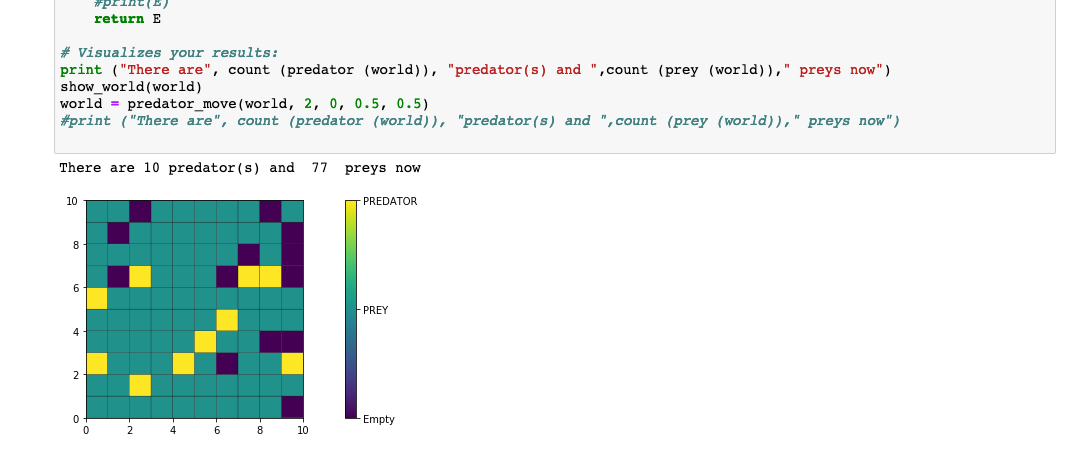 #print(E)
return E
# Visualizes your results:
print ("There are", count (predator (world)), "predator(s) and ",count (prey (world))," preys now")
show_world(world)
world = predator_move(world, 2, 0, 0.5, 0.5)
#print ("There are", count (predator (world)), "predator(s) and ",count (prey (world))," preys now")
There are 10 predator(s) and  77  preys now
10
8
6
4
2
0
0 2 4 6 8 10
PREDATOR
PREY
Empty